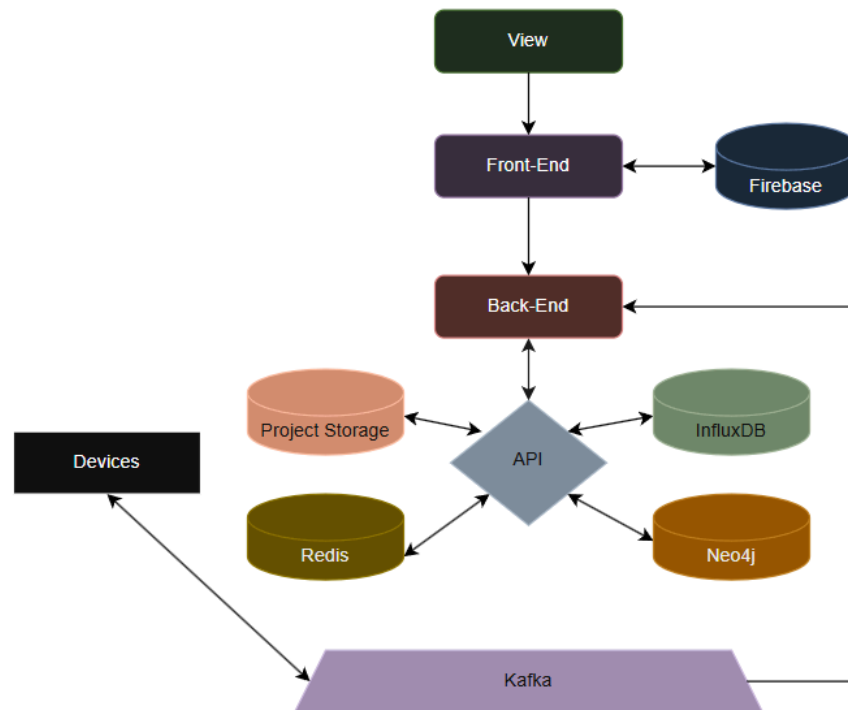 View
Front-End
Firebase
Back-End
Project Storage
InfluxDB
API
Devices
Redis
Neo4j
Kafka